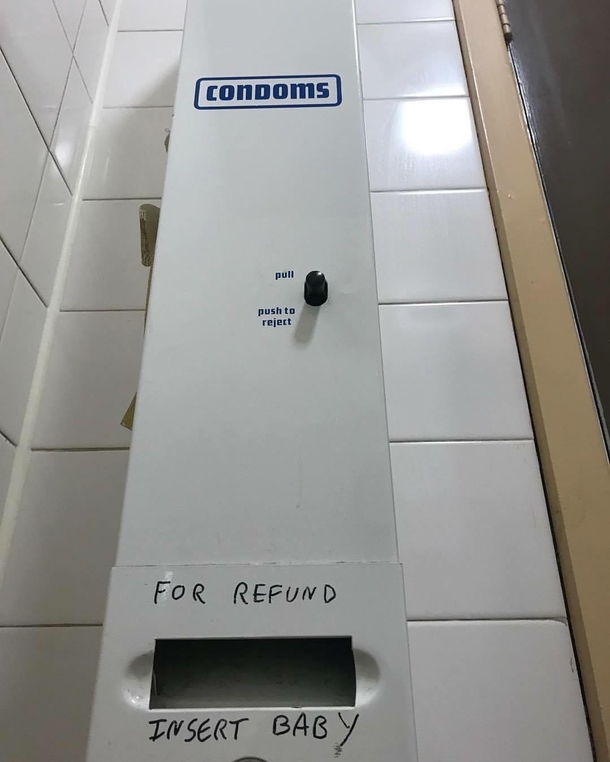 CONDOMS
pull
push to
reject
FOR REFUND
INSERT BABY